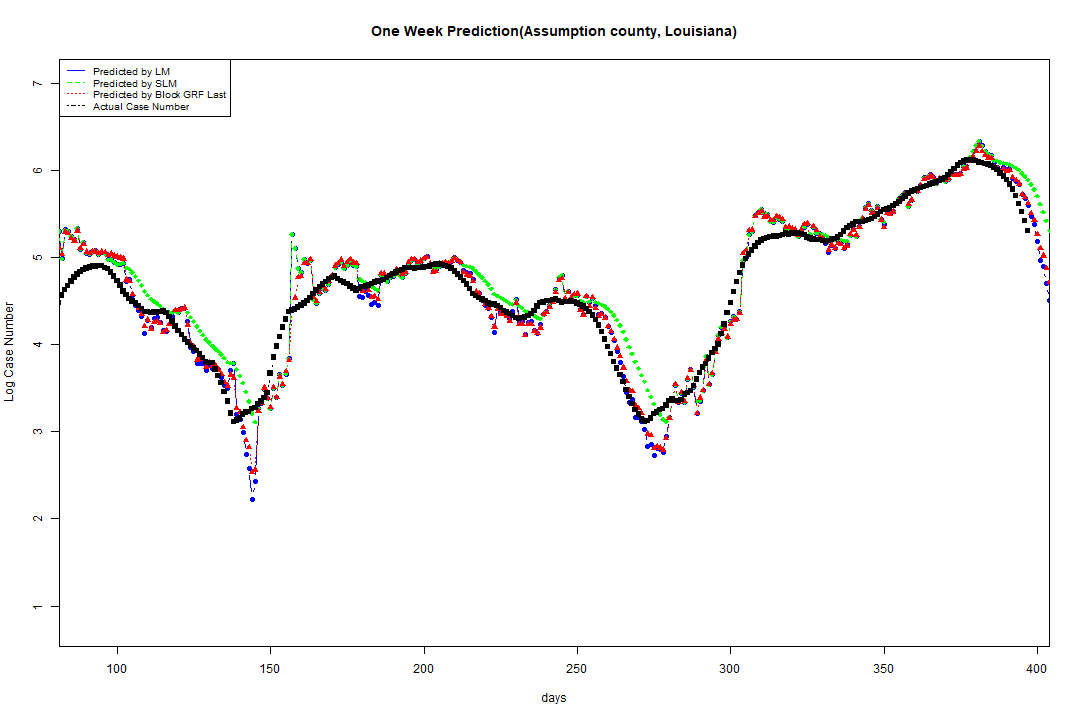 One Week Prediction(Assumption county, Louisiana)
Predicted by LM
Predicted by SLM
Predicted by Block GRF Last
Actual Case Number
7
6
5
4
3
2
1
Log Case Number
100 150 200 250 300 350 400
days